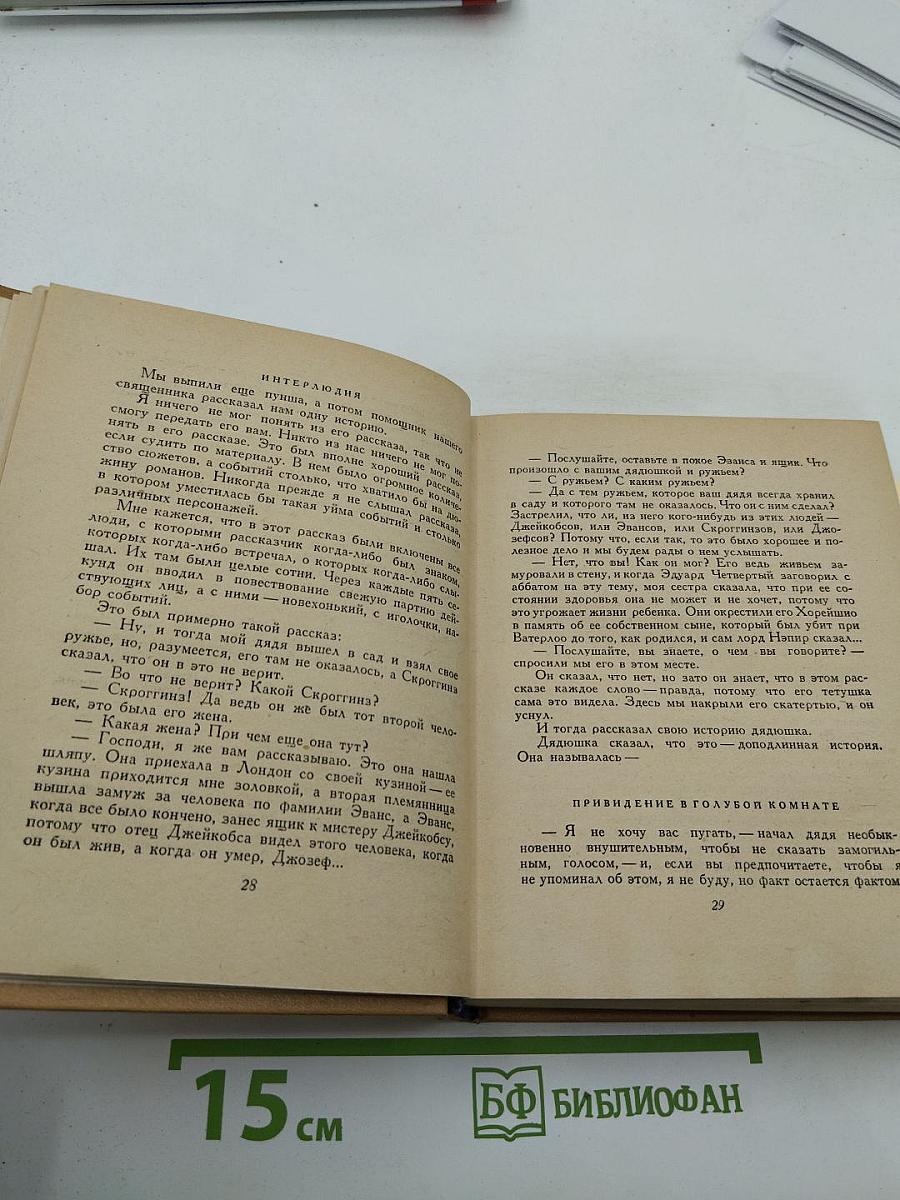 ИНТЕРЛЮДИЯ
Мы выпили еще пунша, а потом помощник нашего
священника рассказал нам одну историю.
Я ничего не мог понять из его рассказа, так что не
смогу передать его вам. Никто из нас ничего не мог по-
нять в его рассказе. Это был вполне хороший рассказ,
если судить по материалу. В нем было огромное количе-
ство сюжетов, а событий столько, что хватило бы на дю-
жину романов. Никогда прежде я не слышал рассказа,
в котором уместилась бы такая уйма событий и столько
различных персонажей.
Мне кажется, что в этот рассказ были включены все
люди, с которыми рассказчик когда-либо был знаком,
которых когда-либо встречал, о которых когда-либо слы-
шал. Их там были целые сотни. Через каждые пять се-
кунд он вводил в повествование свежую партию дей-
ствующих лиц, а с ними — новехонький, с иголочки, на-
бор событий.
Это был примерно такой рассказ:
— Ну, и тогда мой дядя вышел в сад и взял свое
ружье, но, разумеется, его там не оказалось, а Скроггинз
сказал, что он в это не верит.
— Во что не верит? Какой Скроггинз?
— Скроггинз! Да ведь он же был тот второй чело-
век, это была его жена.
— Какая жена? При чем еще она тут?
— Господи, я же вам рассказываю. Это она нашла
шляпу. Она приехала в Лондон со своей кузиной — ее
кузина приходится мне золовкой, а вторая племянница
вышла замуж за человека по фамилии Эванс, а Эванс,
когда все было кончено, занес ящик к мистеру Джейкобсу,
потому что отец Джейкобса видел этого человека, когда
он был жив, а когда он умер, Джозеф...
28
— Послушайте, оставьте в покое Эванса и ящик. Что
произошло с вашим дядюшкой и ружьем?
— С ружьем? С каким ружьем?
— Да с тем ружьем, которое ваш дядя всегда хранил
в саду и которого там не оказалось. Что он с ним сделал?
Застрелил, что ли, из него кого-нибудь из этих людей —
Джейкобсов, или Эвансов, или Скроггинзов, или Джо-
зефсов? Потому что, если так, то это было хорошее и по-
лезное дело и мы будем рады о нем услышать.
— Нет, что вы! Как он мог? Его ведь живьем за-
муровали в стену, и когда Эдуард Четвертый заговорил с
аббатом на эту тему, моя сестра сказала, что при ее со-
стоянии здоровья она не может и не хочет, потому что
это угрожает жизни ребенка. Они окрестили его Хорейшио
в память об ее собственном сыне, который был убит при
Ватерлоо до того, как родился, и сам лорд Нэпир сказал...
— Послушайте, вы знаете, о чем вы говорите? —
спросили мы его в этом месте.
Он сказал, что нет, но зато он знает, что в этом рас-
сказе каждое слово — правда, потому что его тетушка
сама это видела. Здесь мы накрыли его скатертью, и он
уснул.
И тогда рассказал свою историю дядюшка.
Дядюшка сказал, что это — доподлинная история.
Она называлась —
ПРИВИДЕНИЕ В ГОЛУБОЙ КОМНАТЕ
— Я не хочу вас пугать, — начал дядя необык-
новенно внушительным, чтобы не сказать замогиль-
ным, голосом, — и, если вы предпочитаете, чтобы я
не упоминал об этом, я не буду, но факт остается фактом
29
15 см
БФ БИБЛИОФАН